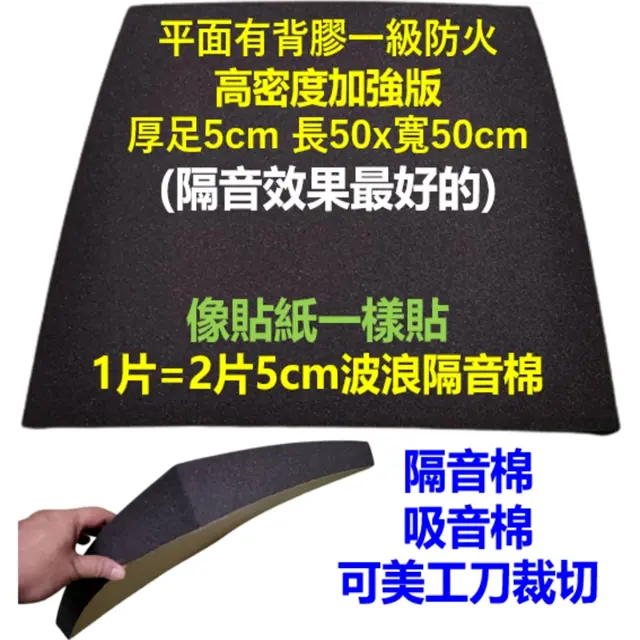 平面有背膠一級防火
高密度加強版
厚足5cm 長50x寬50cm
(隔音效果最好的)
像貼紙一樣貼
1片=2片5cm波浪隔音棉
隔音棉
吸音棉
可美工刀裁切